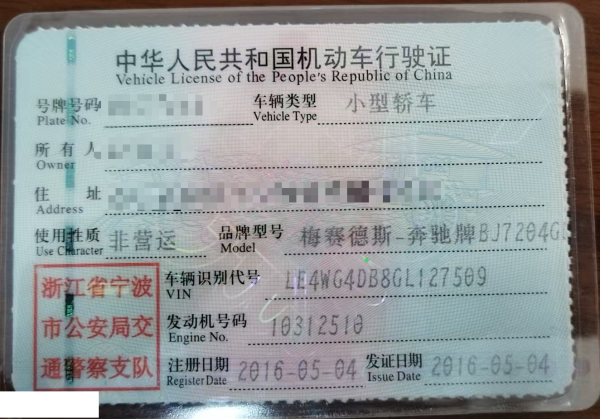 中华人民共和国机动车行驶证
Vehicle License of the People's Republic of China
号牌号码 车辆类型 小型轿车
Plate No. Vehicle Type
所有人
Owner
住址
Address
使用性质 非营运 品牌型号 梅赛德斯-奔驰牌BJ7204G
Use Character Model
浙江省宁波 车辆识别代号 LE4WG4DB8GL127509
VIN
市公安局交 发动机号码 10312510
Engine No.
通警察支队 注册日期 2016-05-04 发证日期 2016-05-04
Register Date Issue Date